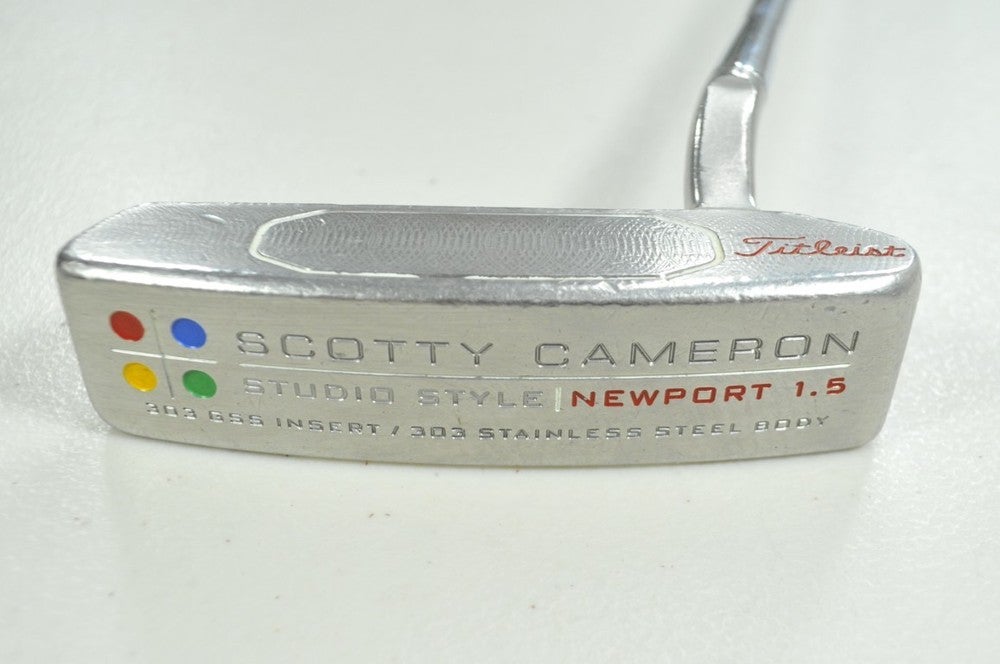 Titleist
SCOTTY CAMERON
STUDIO STYLE | NEWPORT 1.5
303 GSS INSERT / 303 STAINLESS STEEL BODY